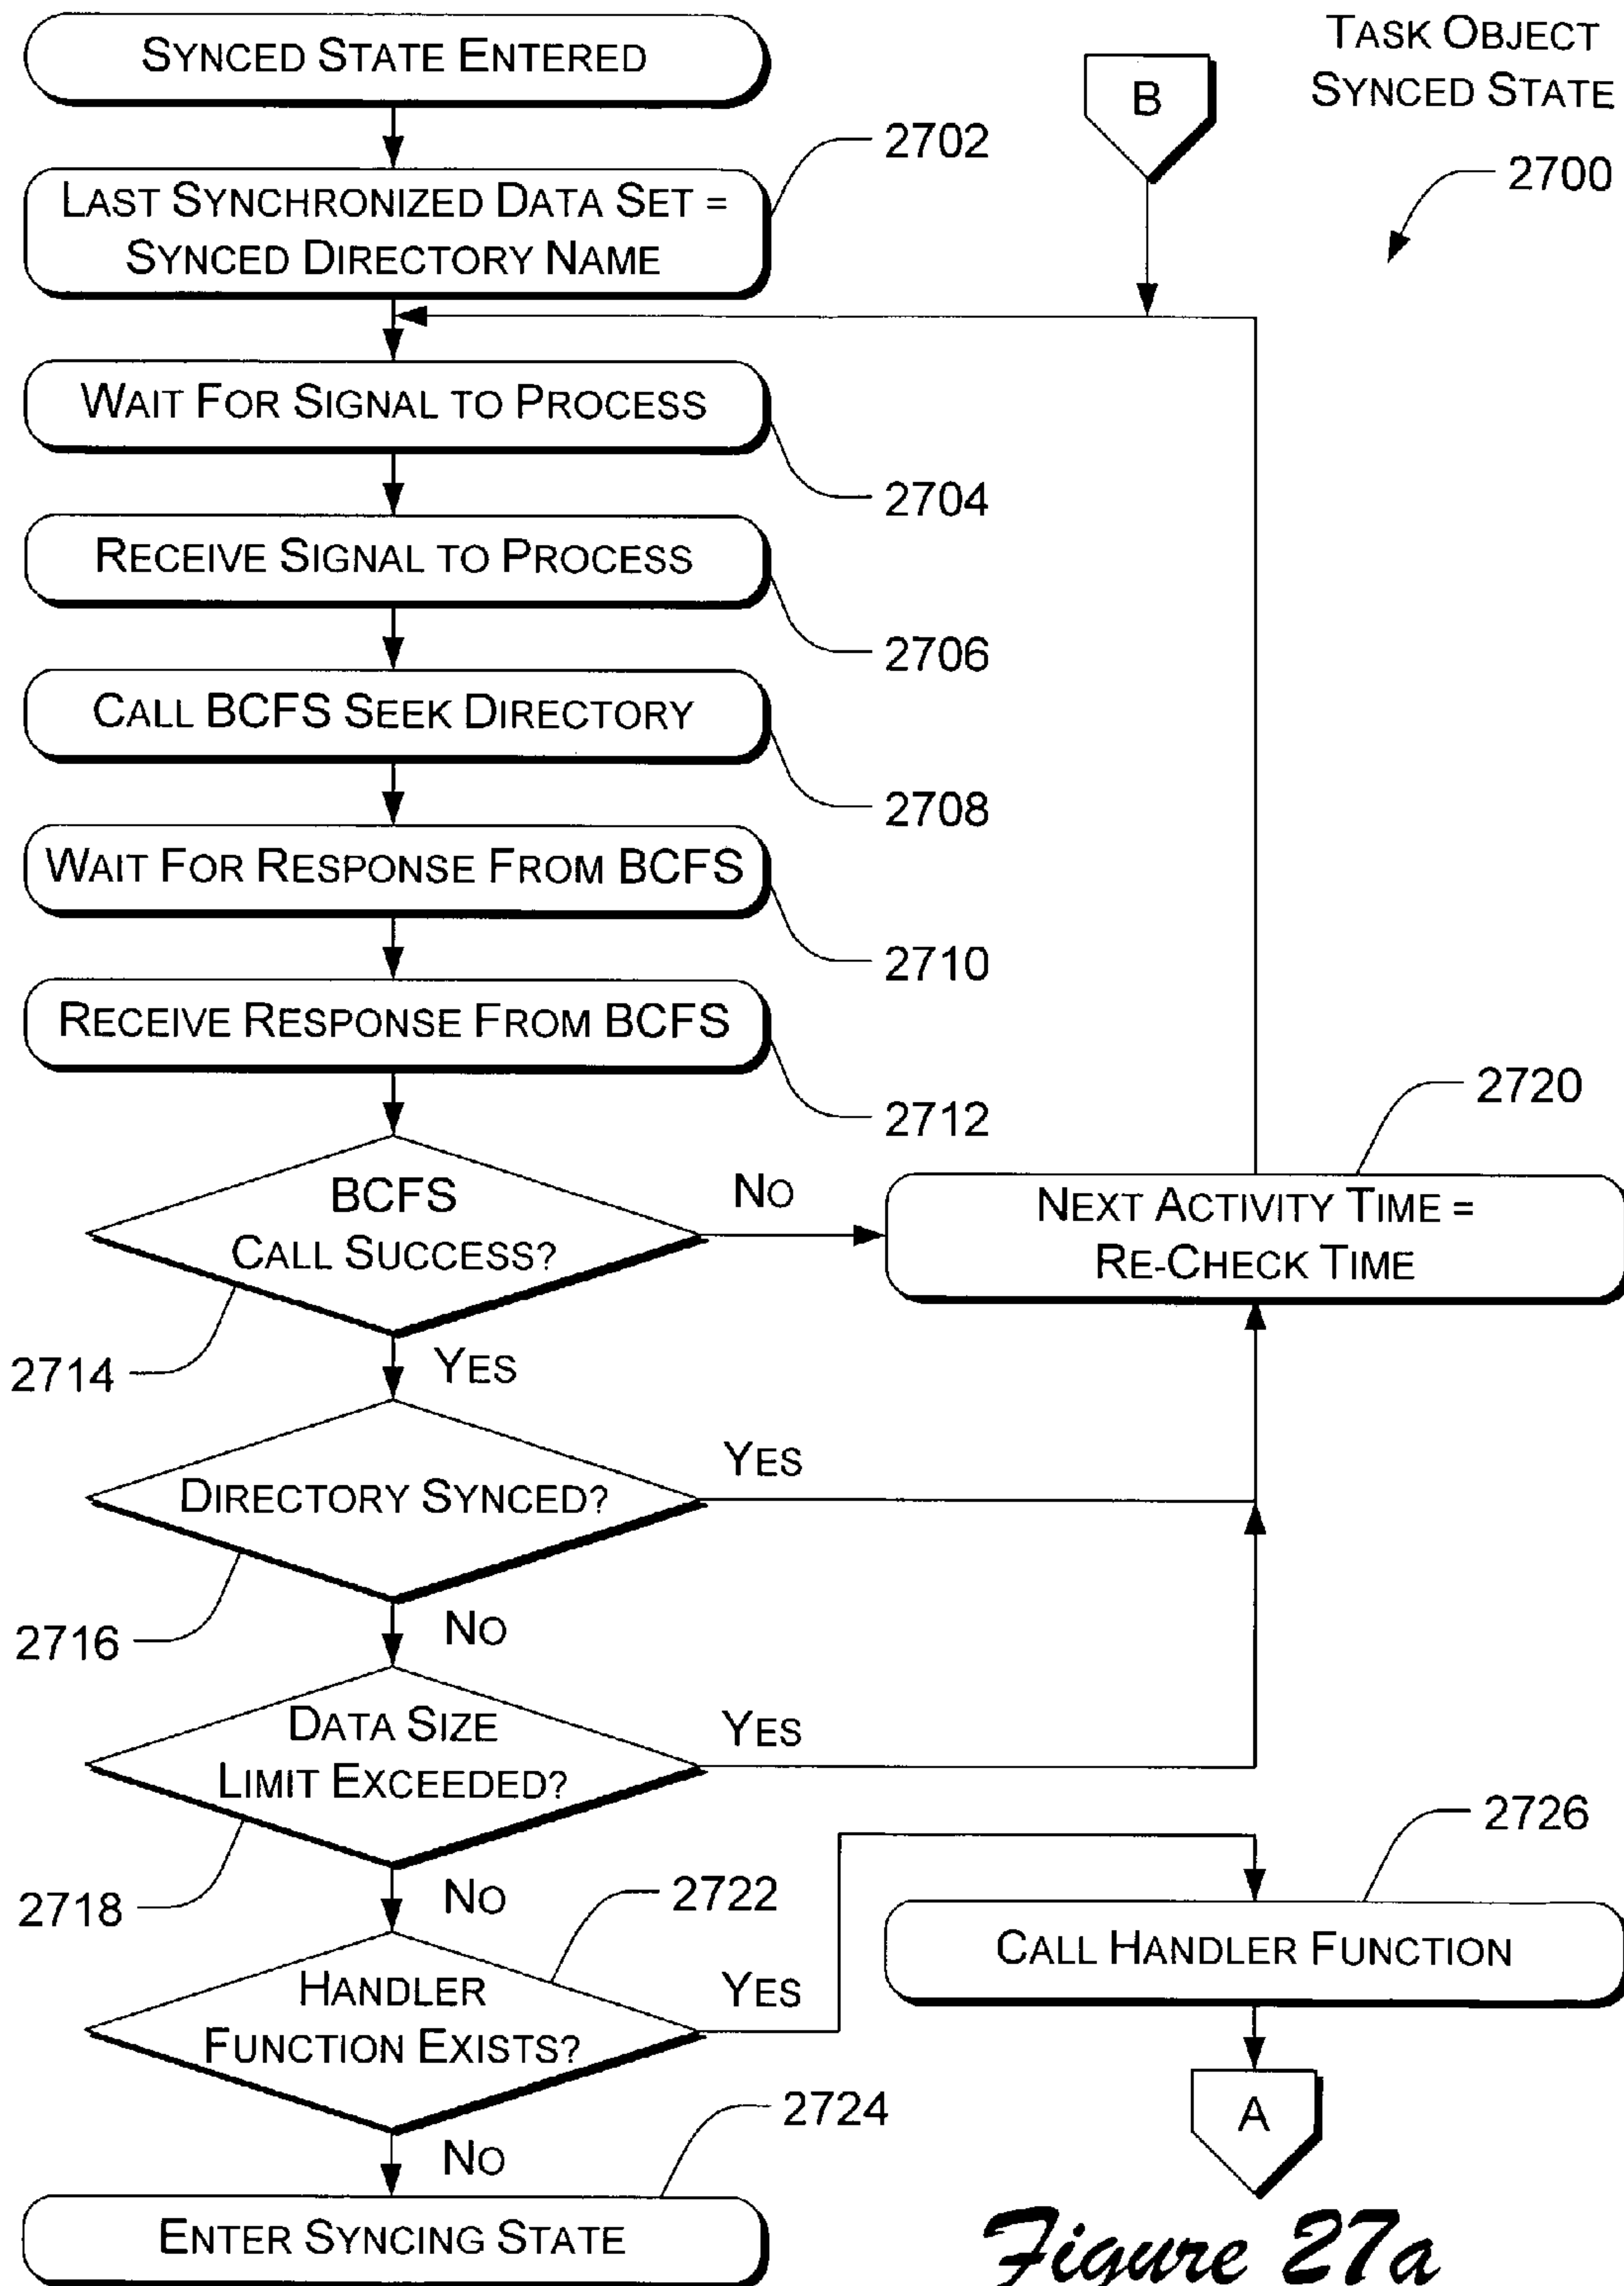 SYNCED STATE ENTERED
TASK OBJECT
SYNCED STATE
B
2700
2702
LAST SYNCHRONIZED DATA SET =
SYNCED DIRECTORY NAME
WAIT FOR SIGNAL TO PROCESS
2704
RECEIVE SIGNAL TO PROCESS
2706
CALL BCFS SEEK DIRECTORY
2708
WAIT FOR RESPONSE FROM BCFS
2710
RECEIVE RESPONSE FROM BCFS
2712
BCFS
CALL SUCCESS?
NO
2720
NEXT ACTIVITY TIME =
RE-CHECK TIME
2714
YES
DIRECTORY SYNCED?
YES
2716
NO
DATA SIZE
LIMIT EXCEEDED?
YES
2718
NO
2722
HANDLER
FUNCTION EXISTS?
YES
2726
CALL HANDLER FUNCTION
A
NO
2724
ENTER SYNCING STATE
Figure 27a